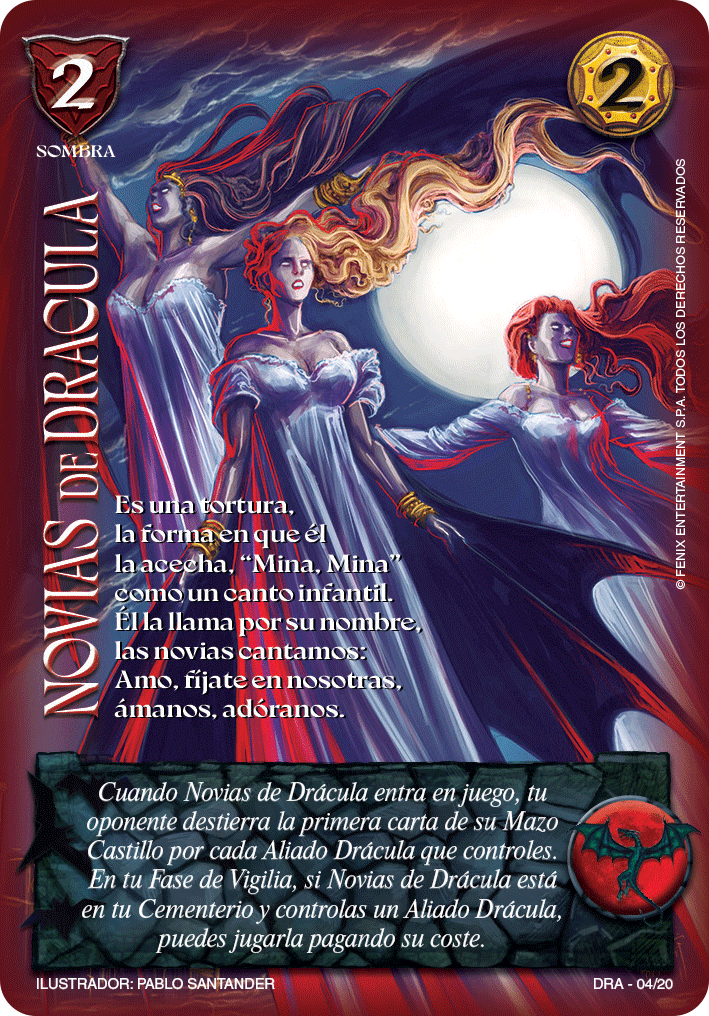 2
2
SOMBRA
NOVIAS DE DRACULA
Es una tortura,
la forma en que él
la acecha, “Mina, Mina”
como un canto infantil.
Él la llama por su nombre,
las novias cantamos:
Amo, fíjate en nosotras,
ámanos, adóranos.
© FENIX ENTERTAINMENT S.P.A. TODOS LOS DERECHOS RESERVADOS
Cuando Novias de Drácula entra en juego, tu
oponente destierra la primera carta de su Mazo
Castillo por cada Aliado Drácula que controles.
En tu Fase de Vigilia, si Novias de Drácula está
en tu Cementerio y controlas un Aliado Drácula,
puedes jugarla pagando su coste.
ILUSTRADOR: PABLO SANTANDER
DRA - 04/20